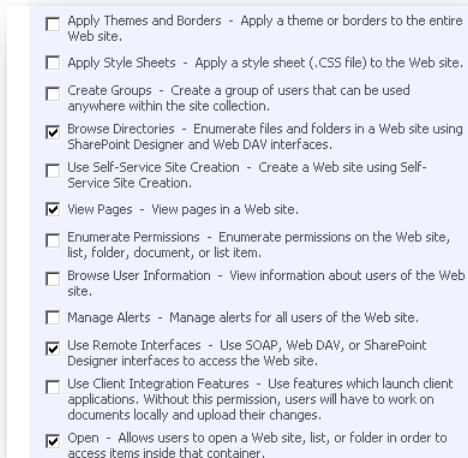 Apply Themes and Borders - Apply a theme or borders to the entire
Web site.
Apply Style Sheets - Apply a style sheet (.CSS file) to the Web site.
Create Groups - Create a group of users that can be used
anywhere within the site collection.
Browse Directories - Enumerate files and folders in a Web site using
SharePoint Designer and Web DAV interfaces.
Use Self-Service Site Creation - Create a Web site using Self-
Service Site Creation.
View Pages - View pages in a Web site.
Enumerate Permissions - Enumerate permissions on the Web site,
list, folder, document, or list item.
Browse User Information - View information about users of the Web
site.
Manage Alerts - Manage alerts for all users of the Web site.
Use Remote Interfaces - Use SOAP, Web DAV, or SharePoint
Designer interfaces to access the Web site.
Use Client Integration Features - Use features which launch client
applications. Without this permission, users will have to work on
documents locally and upload their changes.
Open - Allows users to open a Web site, list, or folder in order to
access items inside that container.